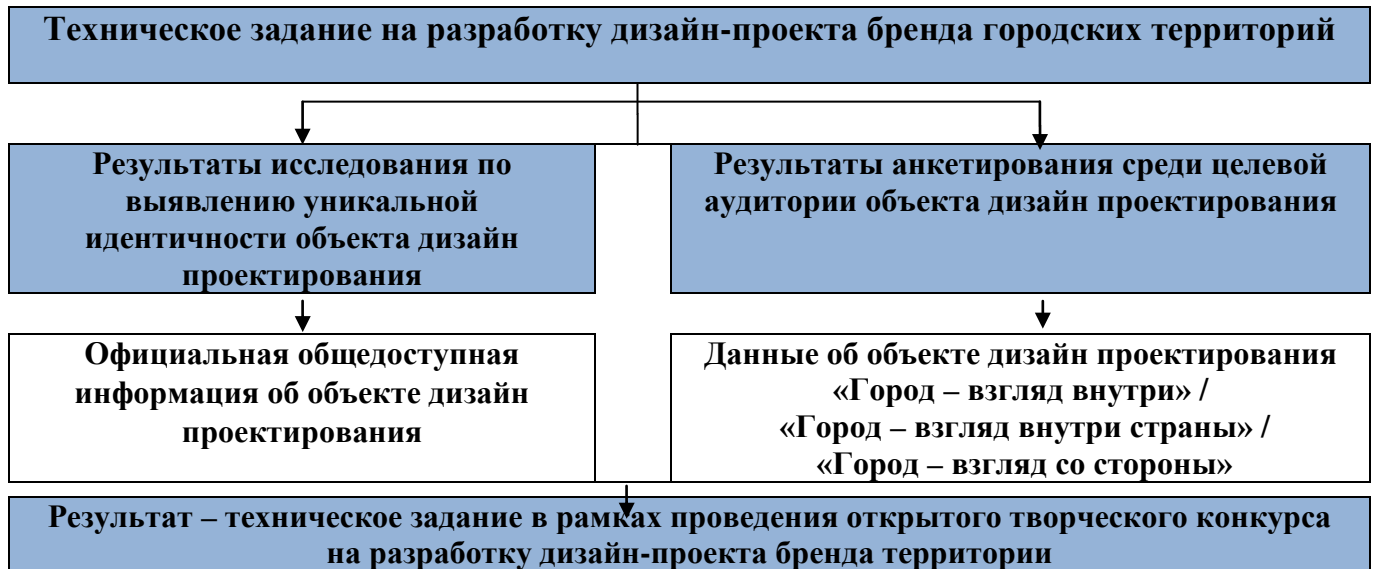 Техническое задание на разработку дизайн-проекта бренда городских территорий
Результаты исследования по
выявлению уникальной
идентичности объекта дизайн
проектирования
Результаты анкетирования среди целевой
аудитории объекта дизайн проектирования
Официальная общедоступная
информация об объекте дизайн
проектирования
Данные об объекте дизайн проектирования
«Город – взгляд внутри» /
«Город – взгляд внутри страны» /
«Город – взгляд со стороны»
Результат – техническое задание в рамках проведения открытого творческого конкурса
на разработку дизайн-проекта бренда территории